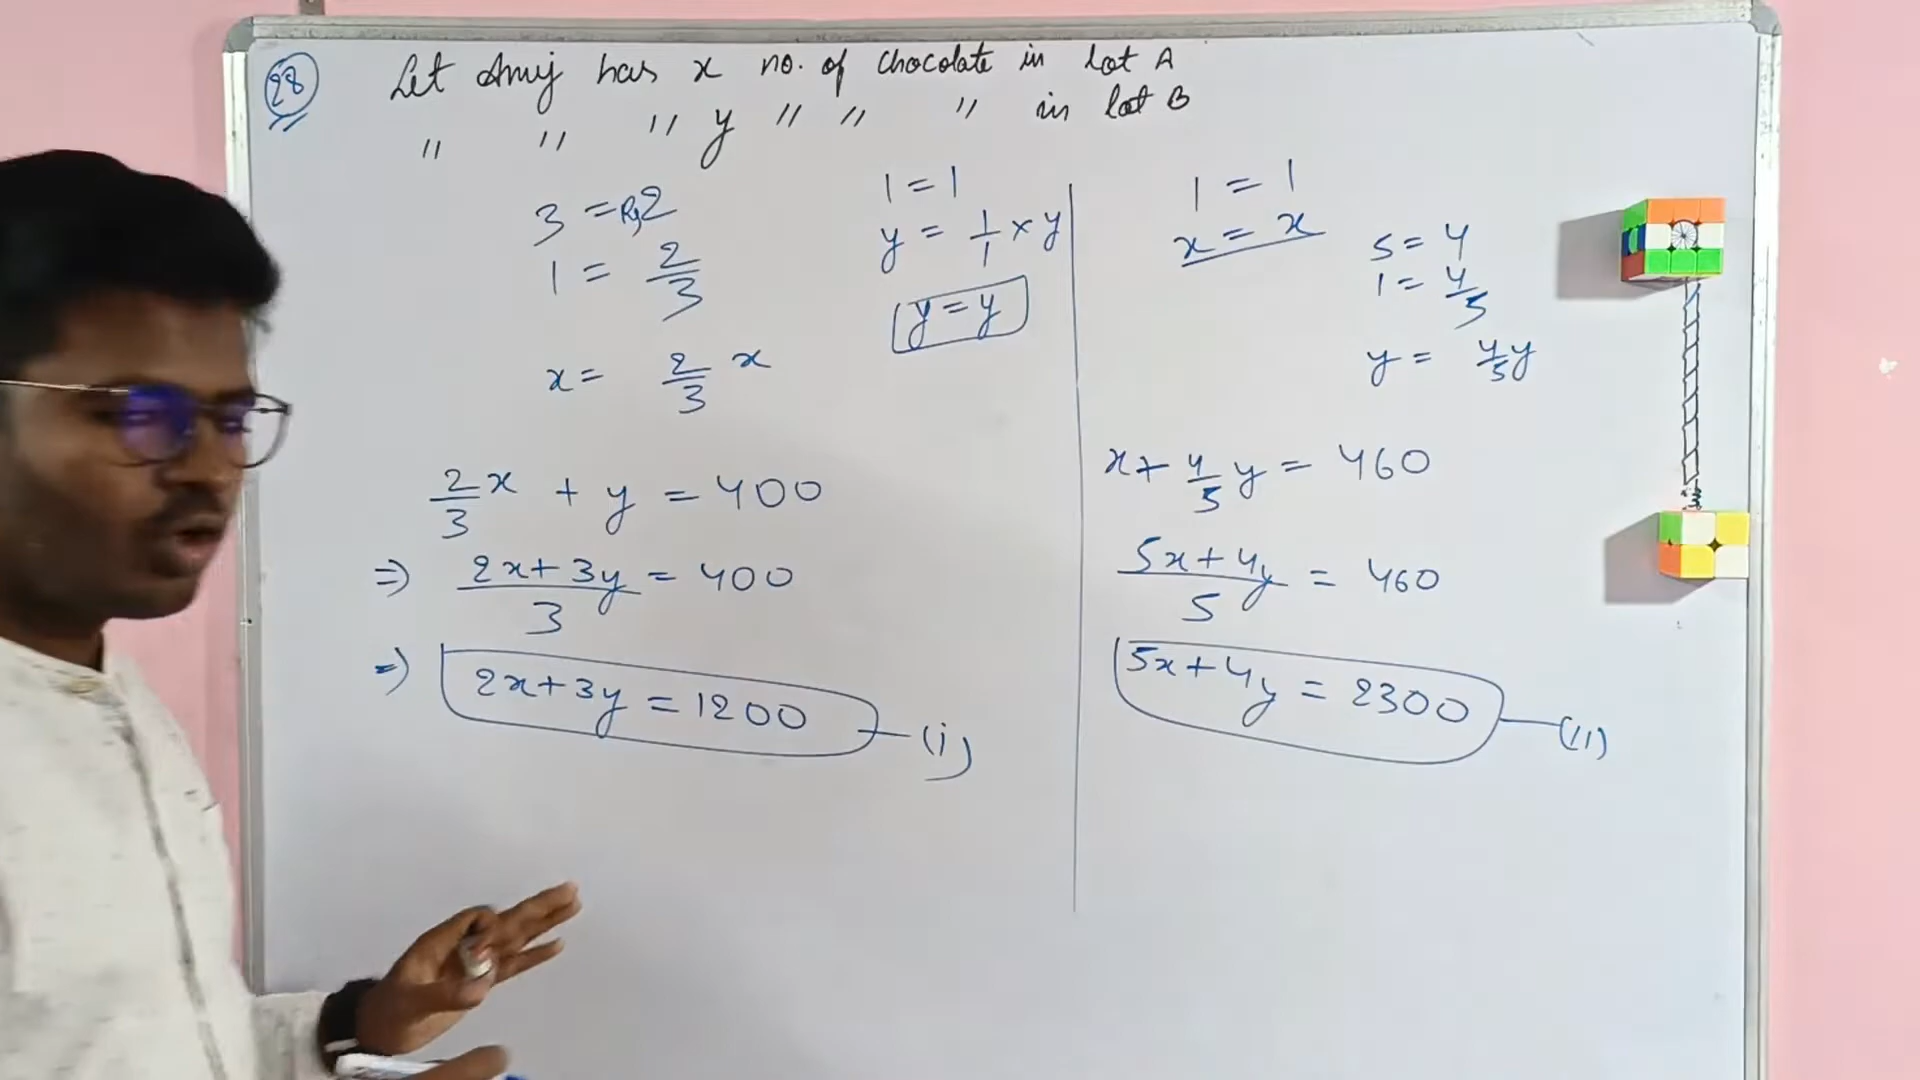 28
Let Anuj has x no. of chocolate in lot A
" " " y " " " in lot B
3 = Rs 2
1 = 2/3
x = 2/3 x
1 = 1
y = 1/1 × y
y = y
2/3 x + y = 400
⇒ (2x + 3y)/3 = 400
⇒ 2x + 3y = 1200 — (i)
1 = 1
x = x
5 = 4
1 = 4/5
y = 4/5 y
x + 4/5 y = 460
(5x + 4y)/5 = 460
5x + 4y = 2300 — (ii)